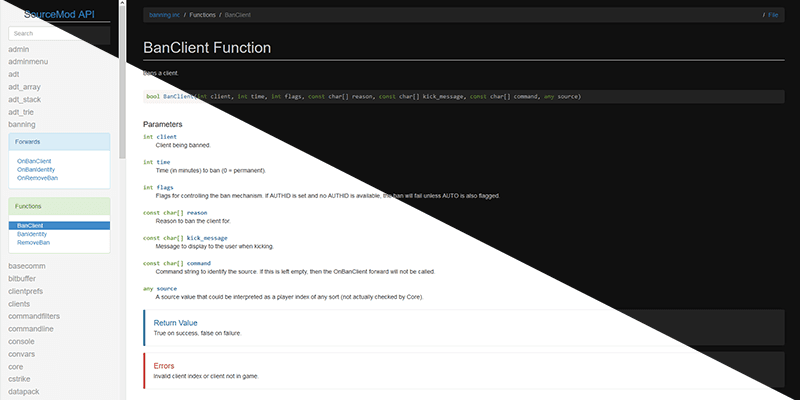 SourceMod API
Search
admin
adminmenu
adt
adt_array
adt_stack
adt_trie
banning
Forwards
OnBanClient
OnBanIdentity
OnRemoveBan
Functions
BanClient
BanIdentity
RemoveBan
basecomm
bitbuffer
clientprefs
clients
commandfilters
commandline
console
convars
core
cstrike
datapack
banning.inc / Functions / BanClient
/ File
BanClient Function
Bans a client.
bool BanClient(int client, int time, int flags, const char[] reason, const char[] kick_message, const char[] command, any source)
Parameters
int client
Client being banned.
int time
Time (in minutes) to ban (0 = permanent).
int flags
Flags for controlling the ban mechanism. If AUTHID is set and no AUTHID is available, the ban will fail unless AUTO is also flagged.
const char[] reason
Reason to ban the client for.
const char[] kick_message
Message to display to the user when kicking.
const char[] command
Command string to identify the source. If this is left empty, then the OnBanClient forward will not be called.
any source
A source value that could be interpreted as a player index of any sort (not actually checked by Core).
Return Value
True on success, false on failure.
Errors
Invalid client index or client not in game.